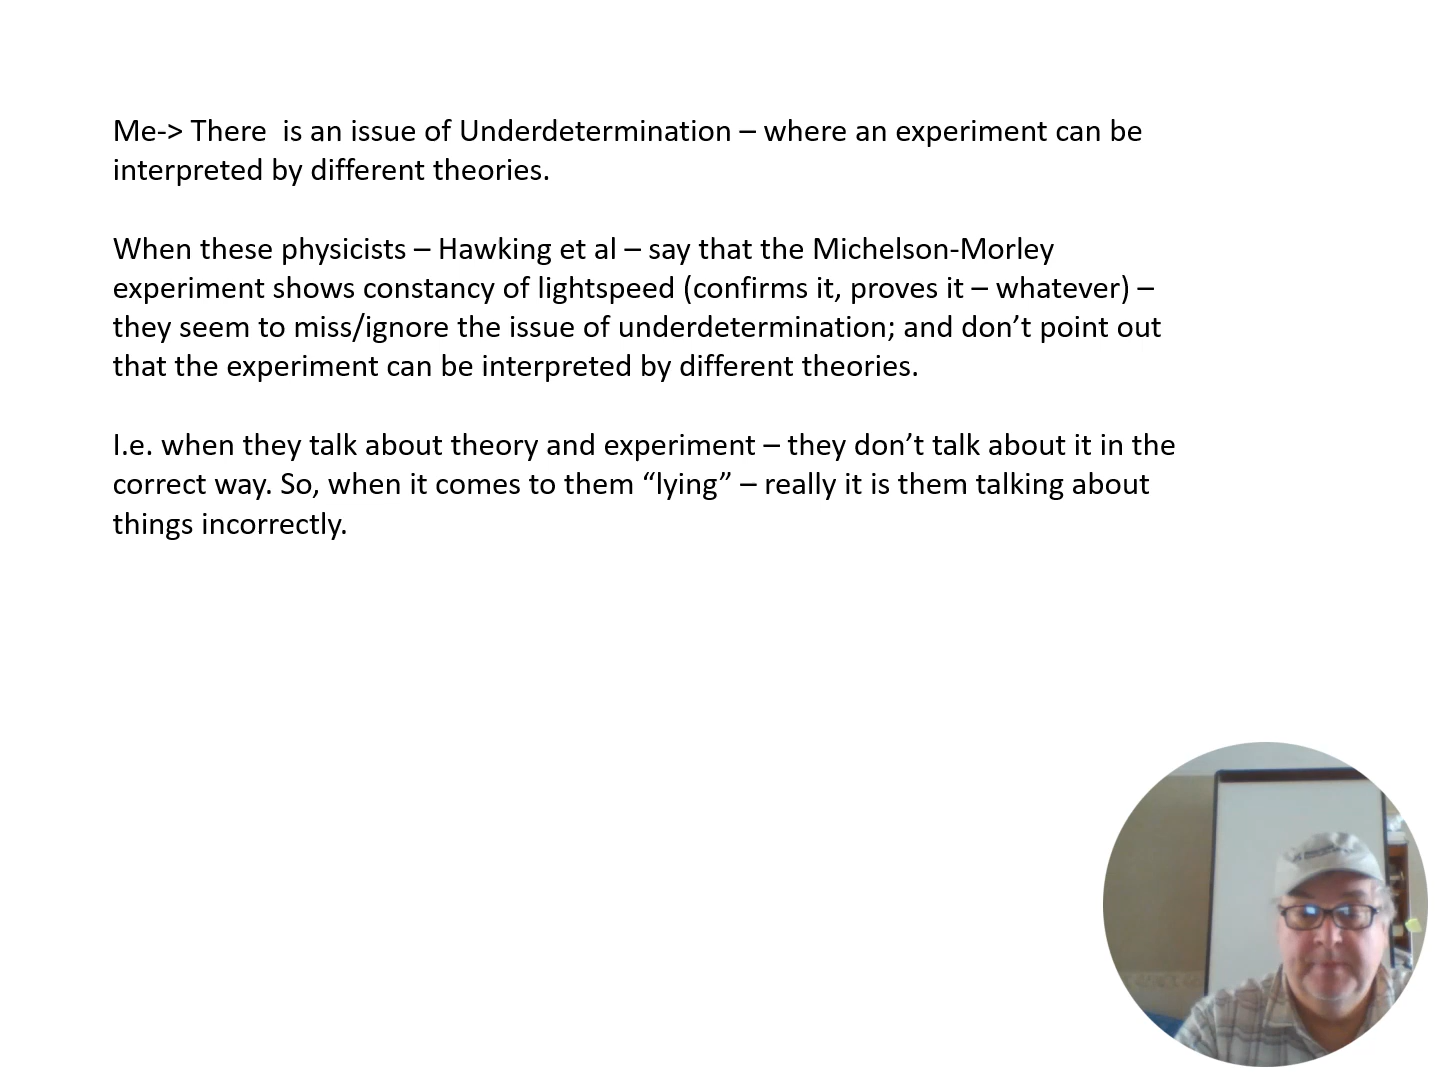 Me-> There  is an issue of Underdetermination – where an experiment can be
interpreted by different theories.
When these physicists – Hawking et al – say that the Michelson-Morley
experiment shows constancy of lightspeed (confirms it, proves it – whatever) –
they seem to miss/ignore the issue of underdetermination; and don’t point out
that the experiment can be interpreted by different theories.
I.e. when they talk about theory and experiment – they don’t talk about it in the
correct way. So, when it comes to them “lying” – really it is them talking about
things incorrectly.